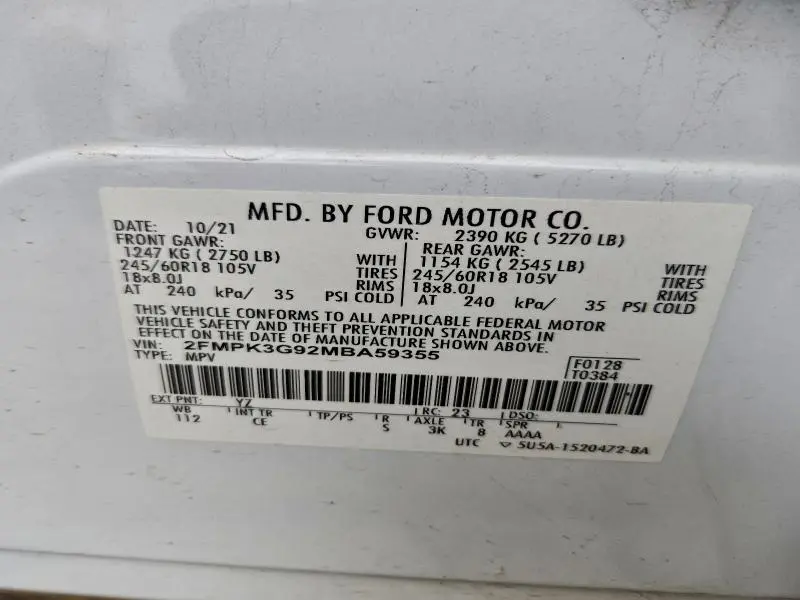 MFD. BY FORD MOTOR CO.
DATE: 10/21 GVWR: 2390 KG ( 5270 LB)
FRONT GAWR: REAR GAWR:
1247 KG ( 2750 LB) WITH 1154 KG ( 2545 LB) WITH
245/60R18 105V TIRES 245/60R18 105V TIRES
18x8.0J RIMS 18x8.0J RIMS
AT 240 kPa/ 35 PSI COLD AT 240 kPa/ 35 PSI COLD
THIS VEHICLE CONFORMS TO ALL APPLICABLE FEDERAL MOTOR
VEHICLE SAFETY AND THEFT PREVENTION STANDARDS IN
EFFECT ON THE DATE OF MANUFACTURE SHOWN ABOVE.
VIN: 2FMPK3G92MBA59355
TYPE: MPV
F0128
T0384
EXT PNT: YZ RC: 23 DSO:
WB INT TR TP/PS R AXLE TR SPR
112 CE S 3K 8 AAAA
UTC 5U5A-1520472-BA